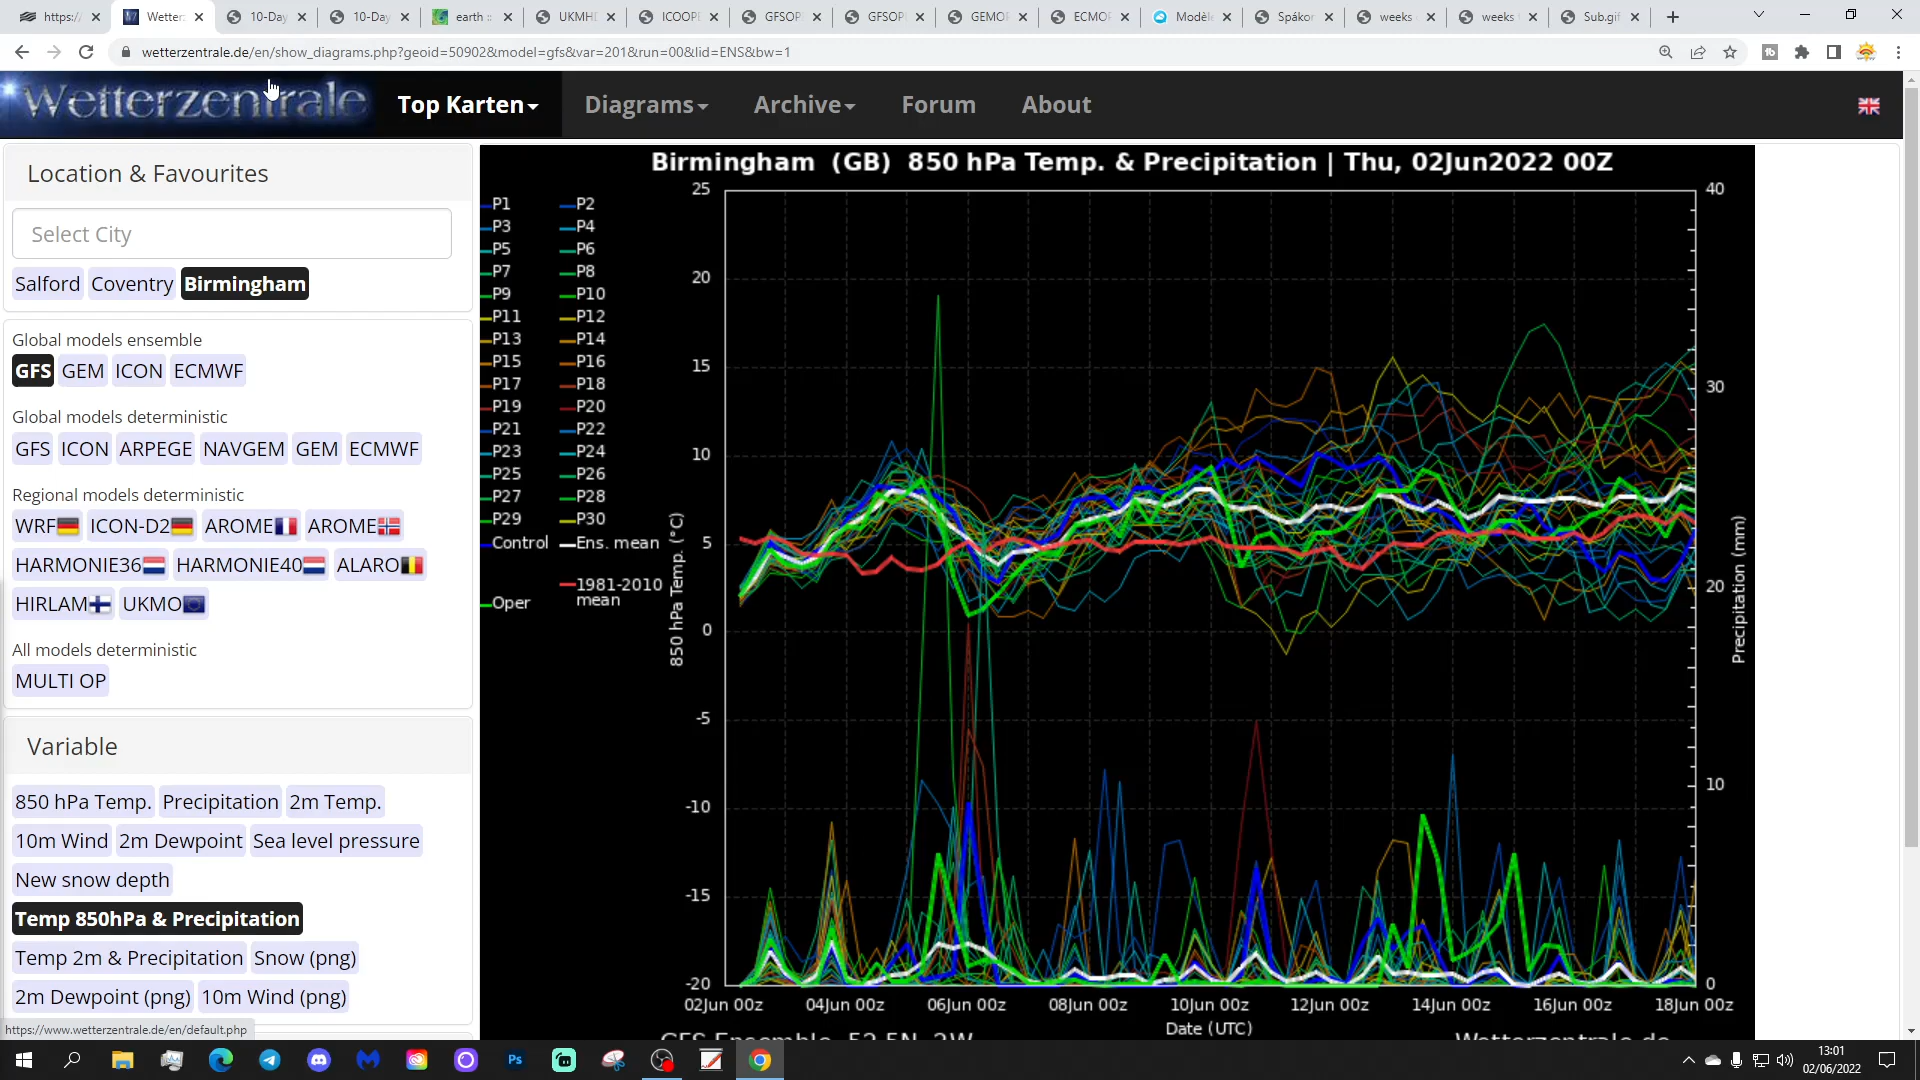 https:/
Wetter
10-Day
10-Day
earth ::
UKMHI
ICOOPE
GFSOP
GFSOP
GEMO
ECMO
Modèl
Spákor
weeks
weeks
Sub.gif
wetterzentrale.de/en/show_diagrams.php?geoid=50902&model=gfs&var=201&run=00&lid=ENS&bw=1
Wetterzentrale
Top Karten
Diagrams
Archive
Forum
About
Location & Favourites
Select City
Salford Coventry Birmingham
Global models ensemble
GFS GEM ICON ECMWF
Global models deterministic
GFS ICON ARPEGE NAVGEM GEM ECMWF
Regional models deterministic
WRF ICON-D2 AROME AROME
HARMONIE36 HARMONIE40 ALARO
HIRLAM UKMO
All models deterministic
MULTI OP
Variable
850 hPa Temp. Precipitation 2m Temp.
10m Wind 2m Dewpoint Sea level pressure
New snow depth
Temp 850hPa & Precipitation
Temp 2m & Precipitation Snow (png)
2m Dewpoint (png) 10m Wind (png)
https://www.wetterzentrale.de/en/default.php
Birmingham (GB) 850 hPa Temp. & Precipitation | Thu, 02Jun2022 00Z
P1 P2
P3 P4
P5 P6
P7 P8
P9 P10
P11 P12
P13 P14
P15 P16
P17 P18
P19 P20
P21 P22
P23 P24
P25 P26
P27 P28
P29 P30
Control Ens. mean
Oper 1981-2010
mean
850 hPa Temp. (°C)
25
20
15
10
5
0
-5
-10
-15
-20
40
30
20
10
0
Precipitation (mm)
02Jun 00z 04Jun 00z 06Jun 00z 08Jun 00z 10Jun 00z 12Jun 00z 14Jun 00z 16Jun 00z 18Jun 00z
Date (UTC)
GFS Ensemble 52.5N 2W
Wetterzentrale.de
Ps
13:01
02/06/2022